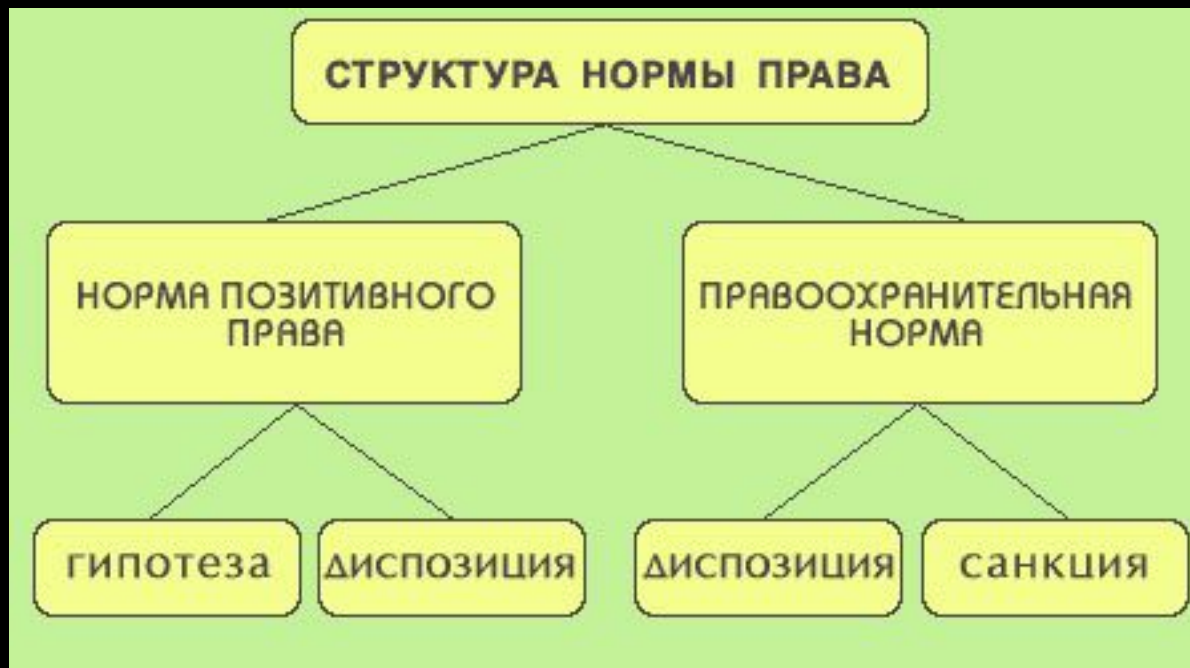 СТРУКТУРА НОРМЫ ПРАВА
НОРМА ПОЗИТИВНОГО
ПРАВА
ПРАВООХРАНИТЕЛЬНАЯ
НОРМА
гипотеза
диспозиция
диспозиция
санкция